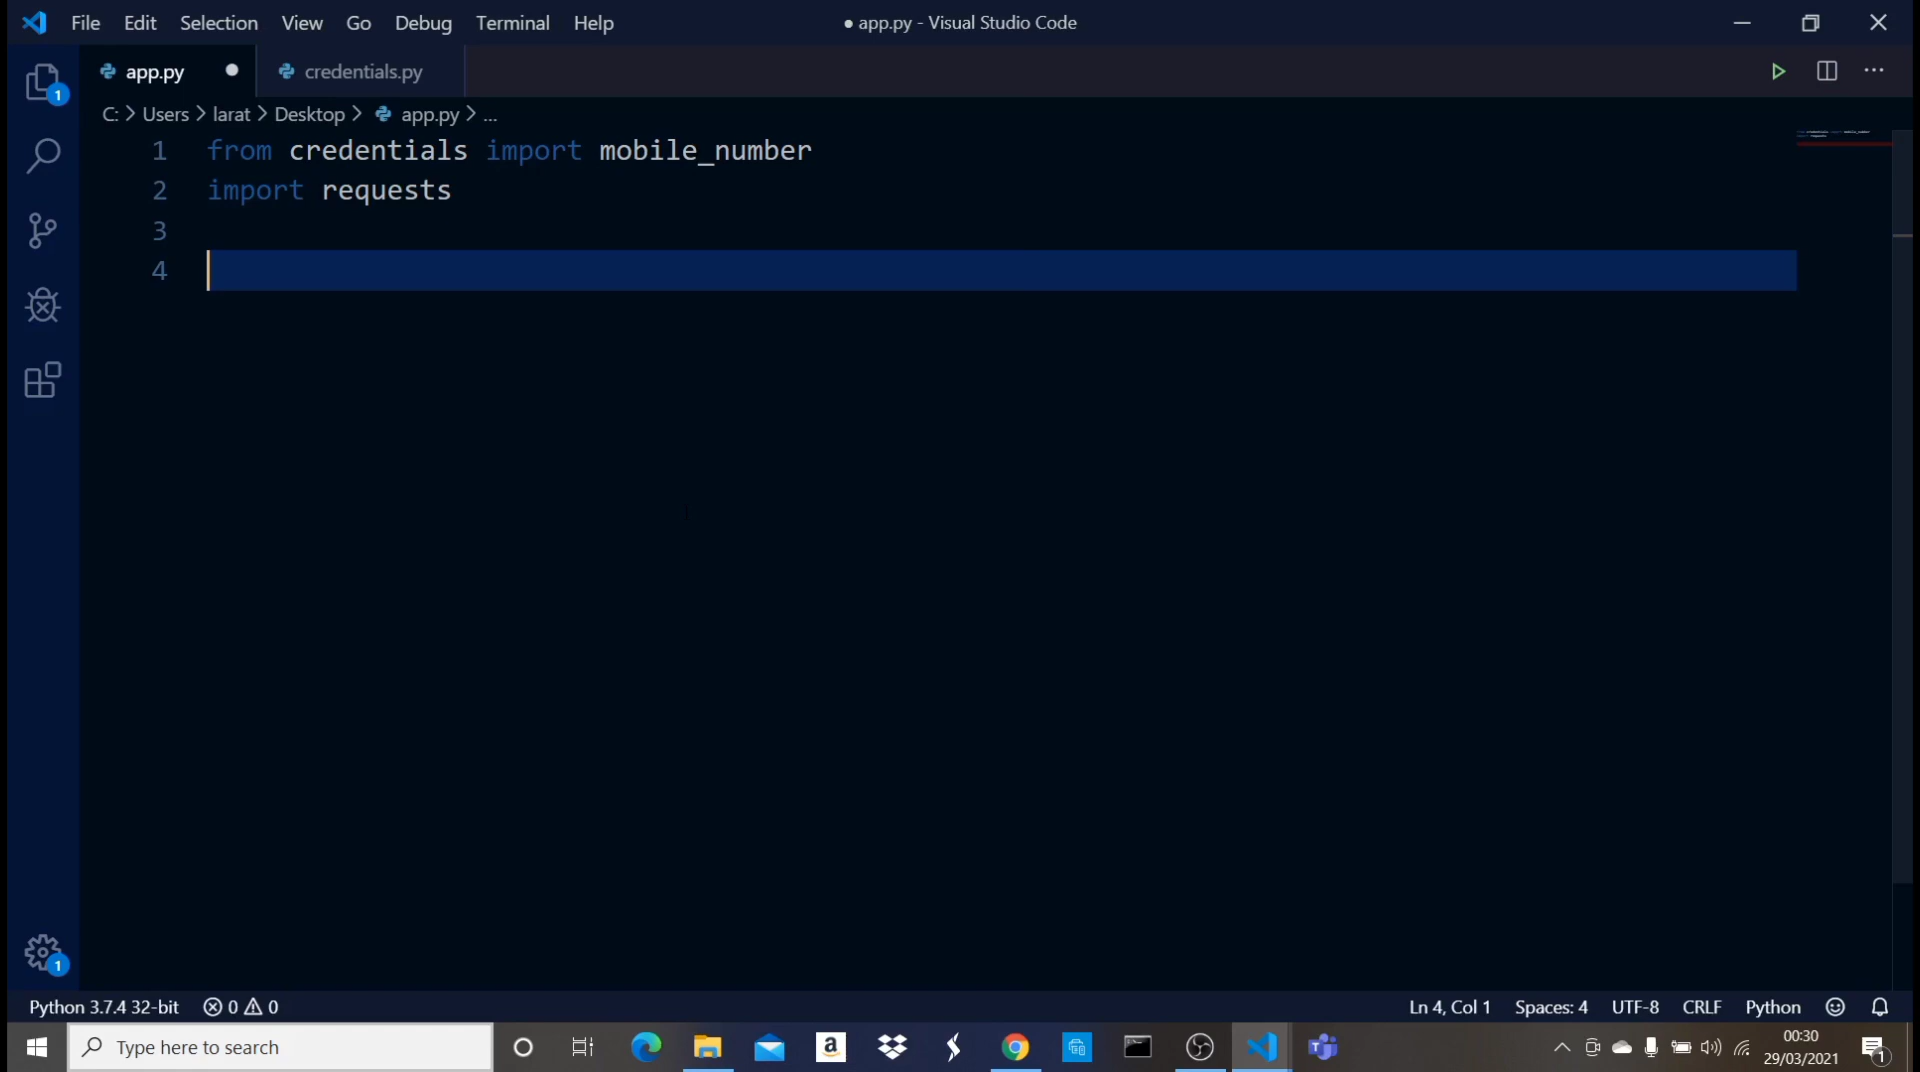 File Edit Selection View Go Debug Terminal Help ● app.py - Visual Studio Code
app.py ● credentials.py ...
1
C: > Users > larat > Desktop > app.py > ...
1 from credentials import mobile_number
2 import requests
3
4
1
Python 3.7.4 32-bit 0 0 Ln 4, Col 1 Spaces: 4 UTF-8 CRLF Python
Type here to search
a
T
00:30
29/03/2021
1